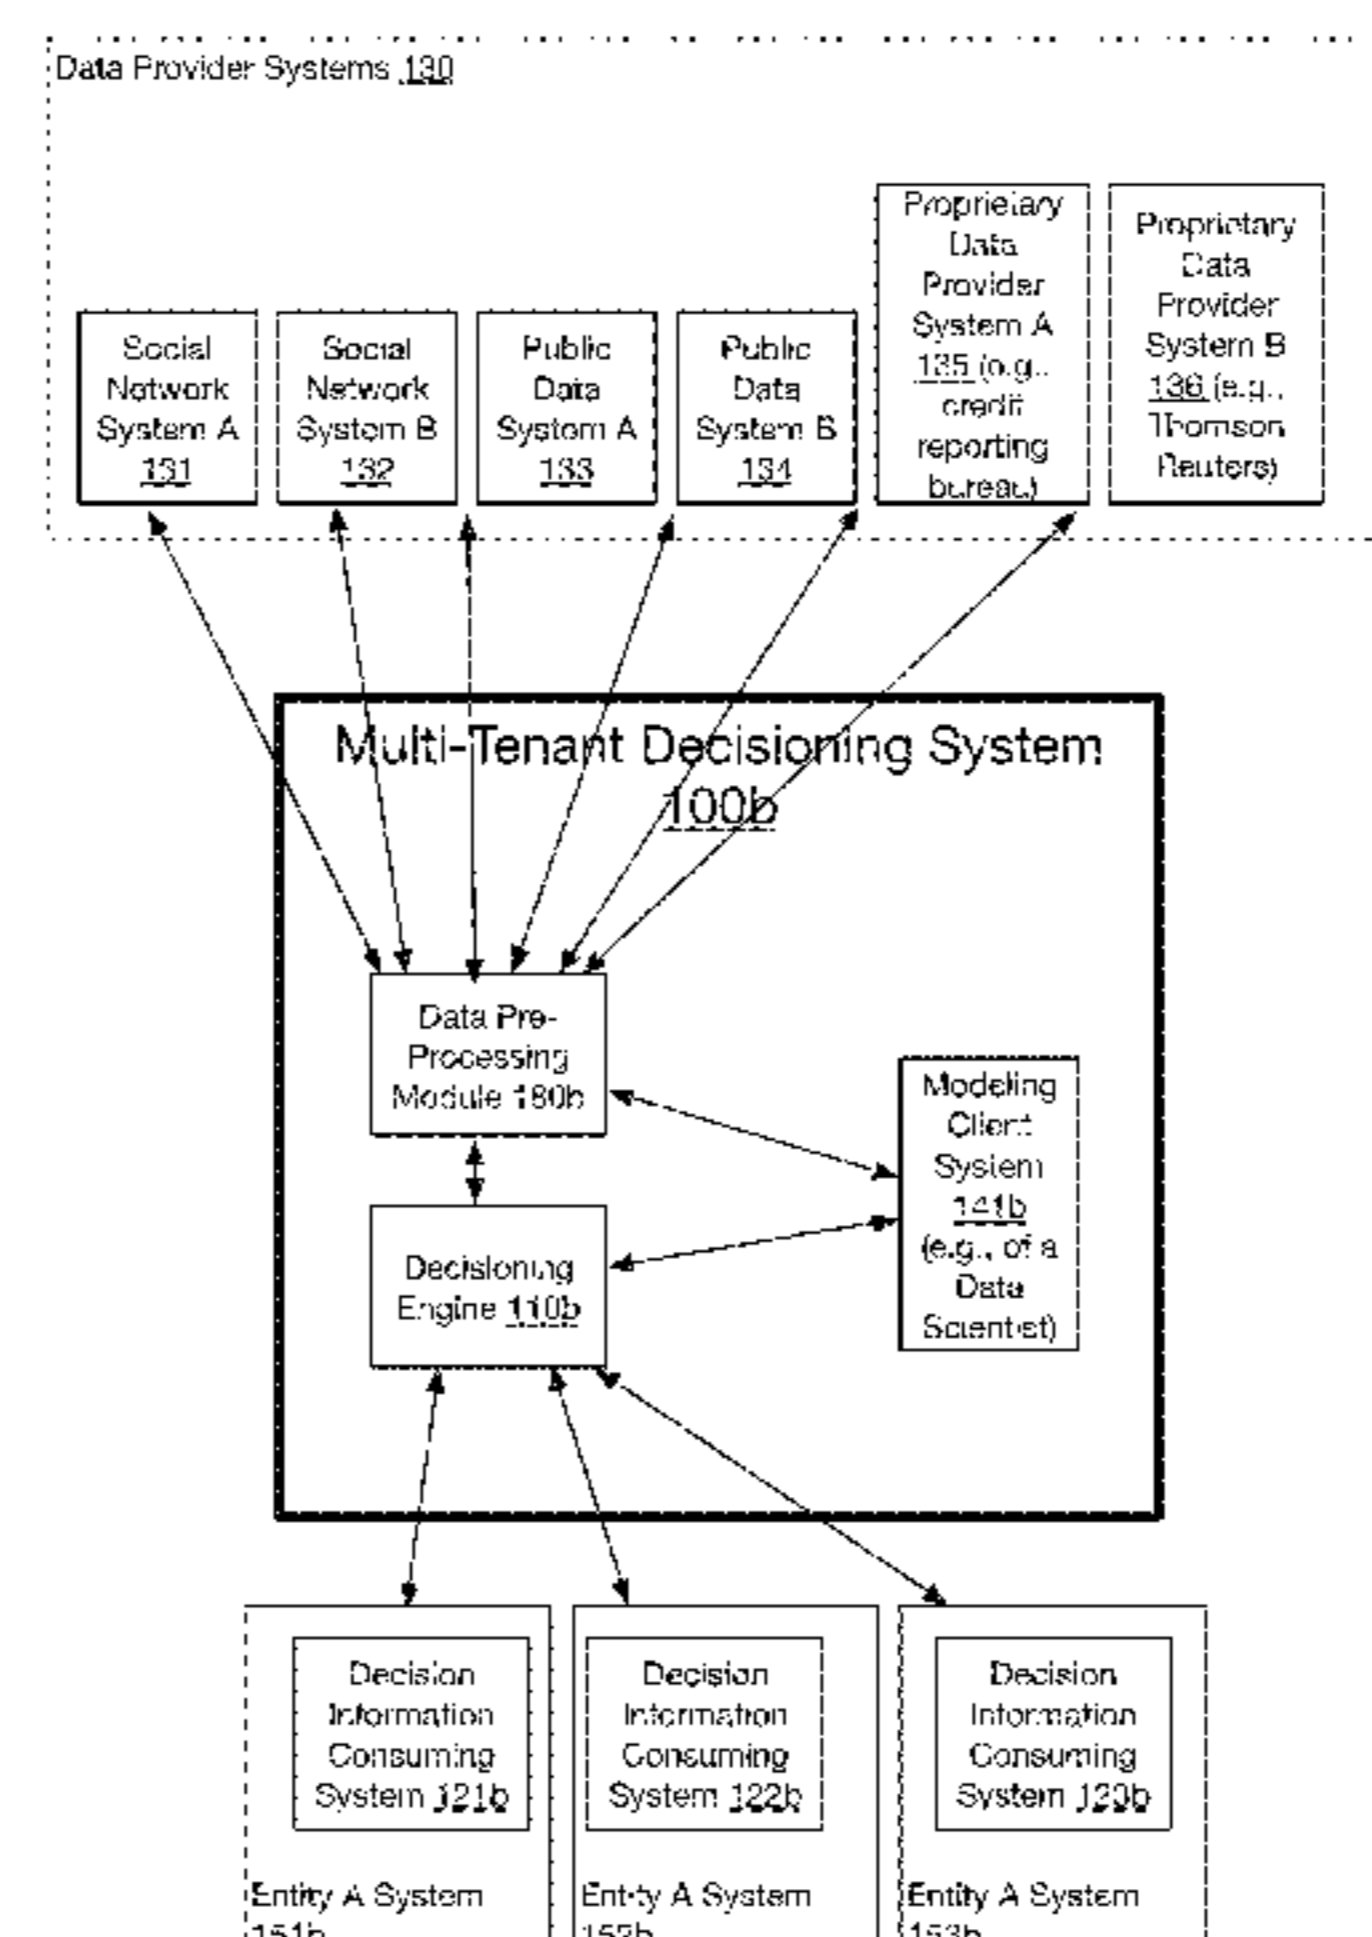 Data Provider Systems 130
Social
Network
System A
131
Social
Network
System B
132
Public
Data
System A
133
Public
Data
System B
134
Proprietary
Data
Provider
System A
135 (e.g.,
credit
reporting
bureau)
Proprietary
Data
Provider
System B
136 (e.g.,
Thomson
Reuters)
Multi-Tenant Decisioning System
100b
Data Pre-
Processing
Module 180b
Modeling
Client
System
141b
(e.g., of a
Data
Scientist)
Decisioning
Engine 110b
Decision
Information
Consuming
System 121b
Entity A System
151b
Decision
Information
Consuming
System 122b
Entity A System
152b
Decision
Information
Consuming
System 123b
Entity A System
153b